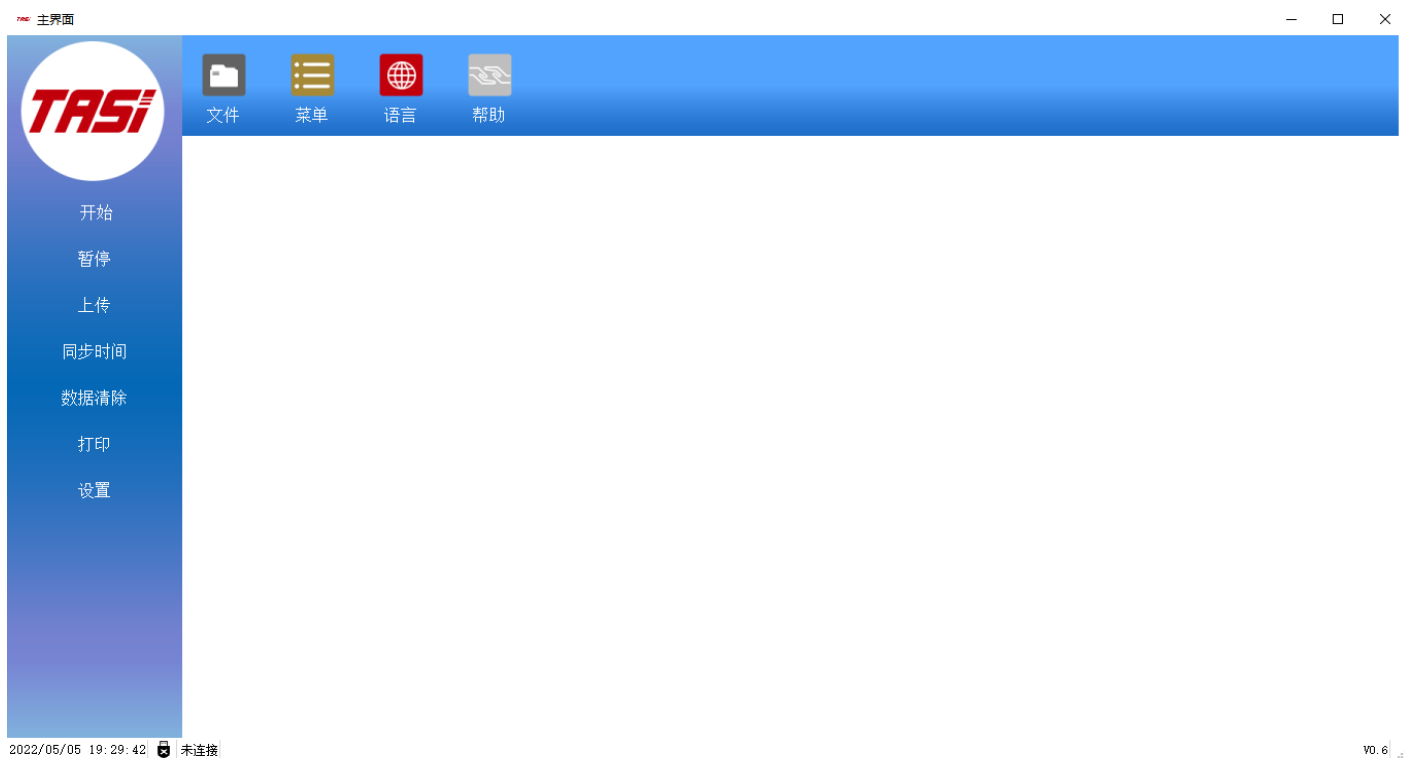 TASI 主界面
TASI
文件 菜单 语言 帮助
开始
暂停
上传
同步时间
数据清除
打印
设置
2022/05/05 19:29:42 未连接 V0.6